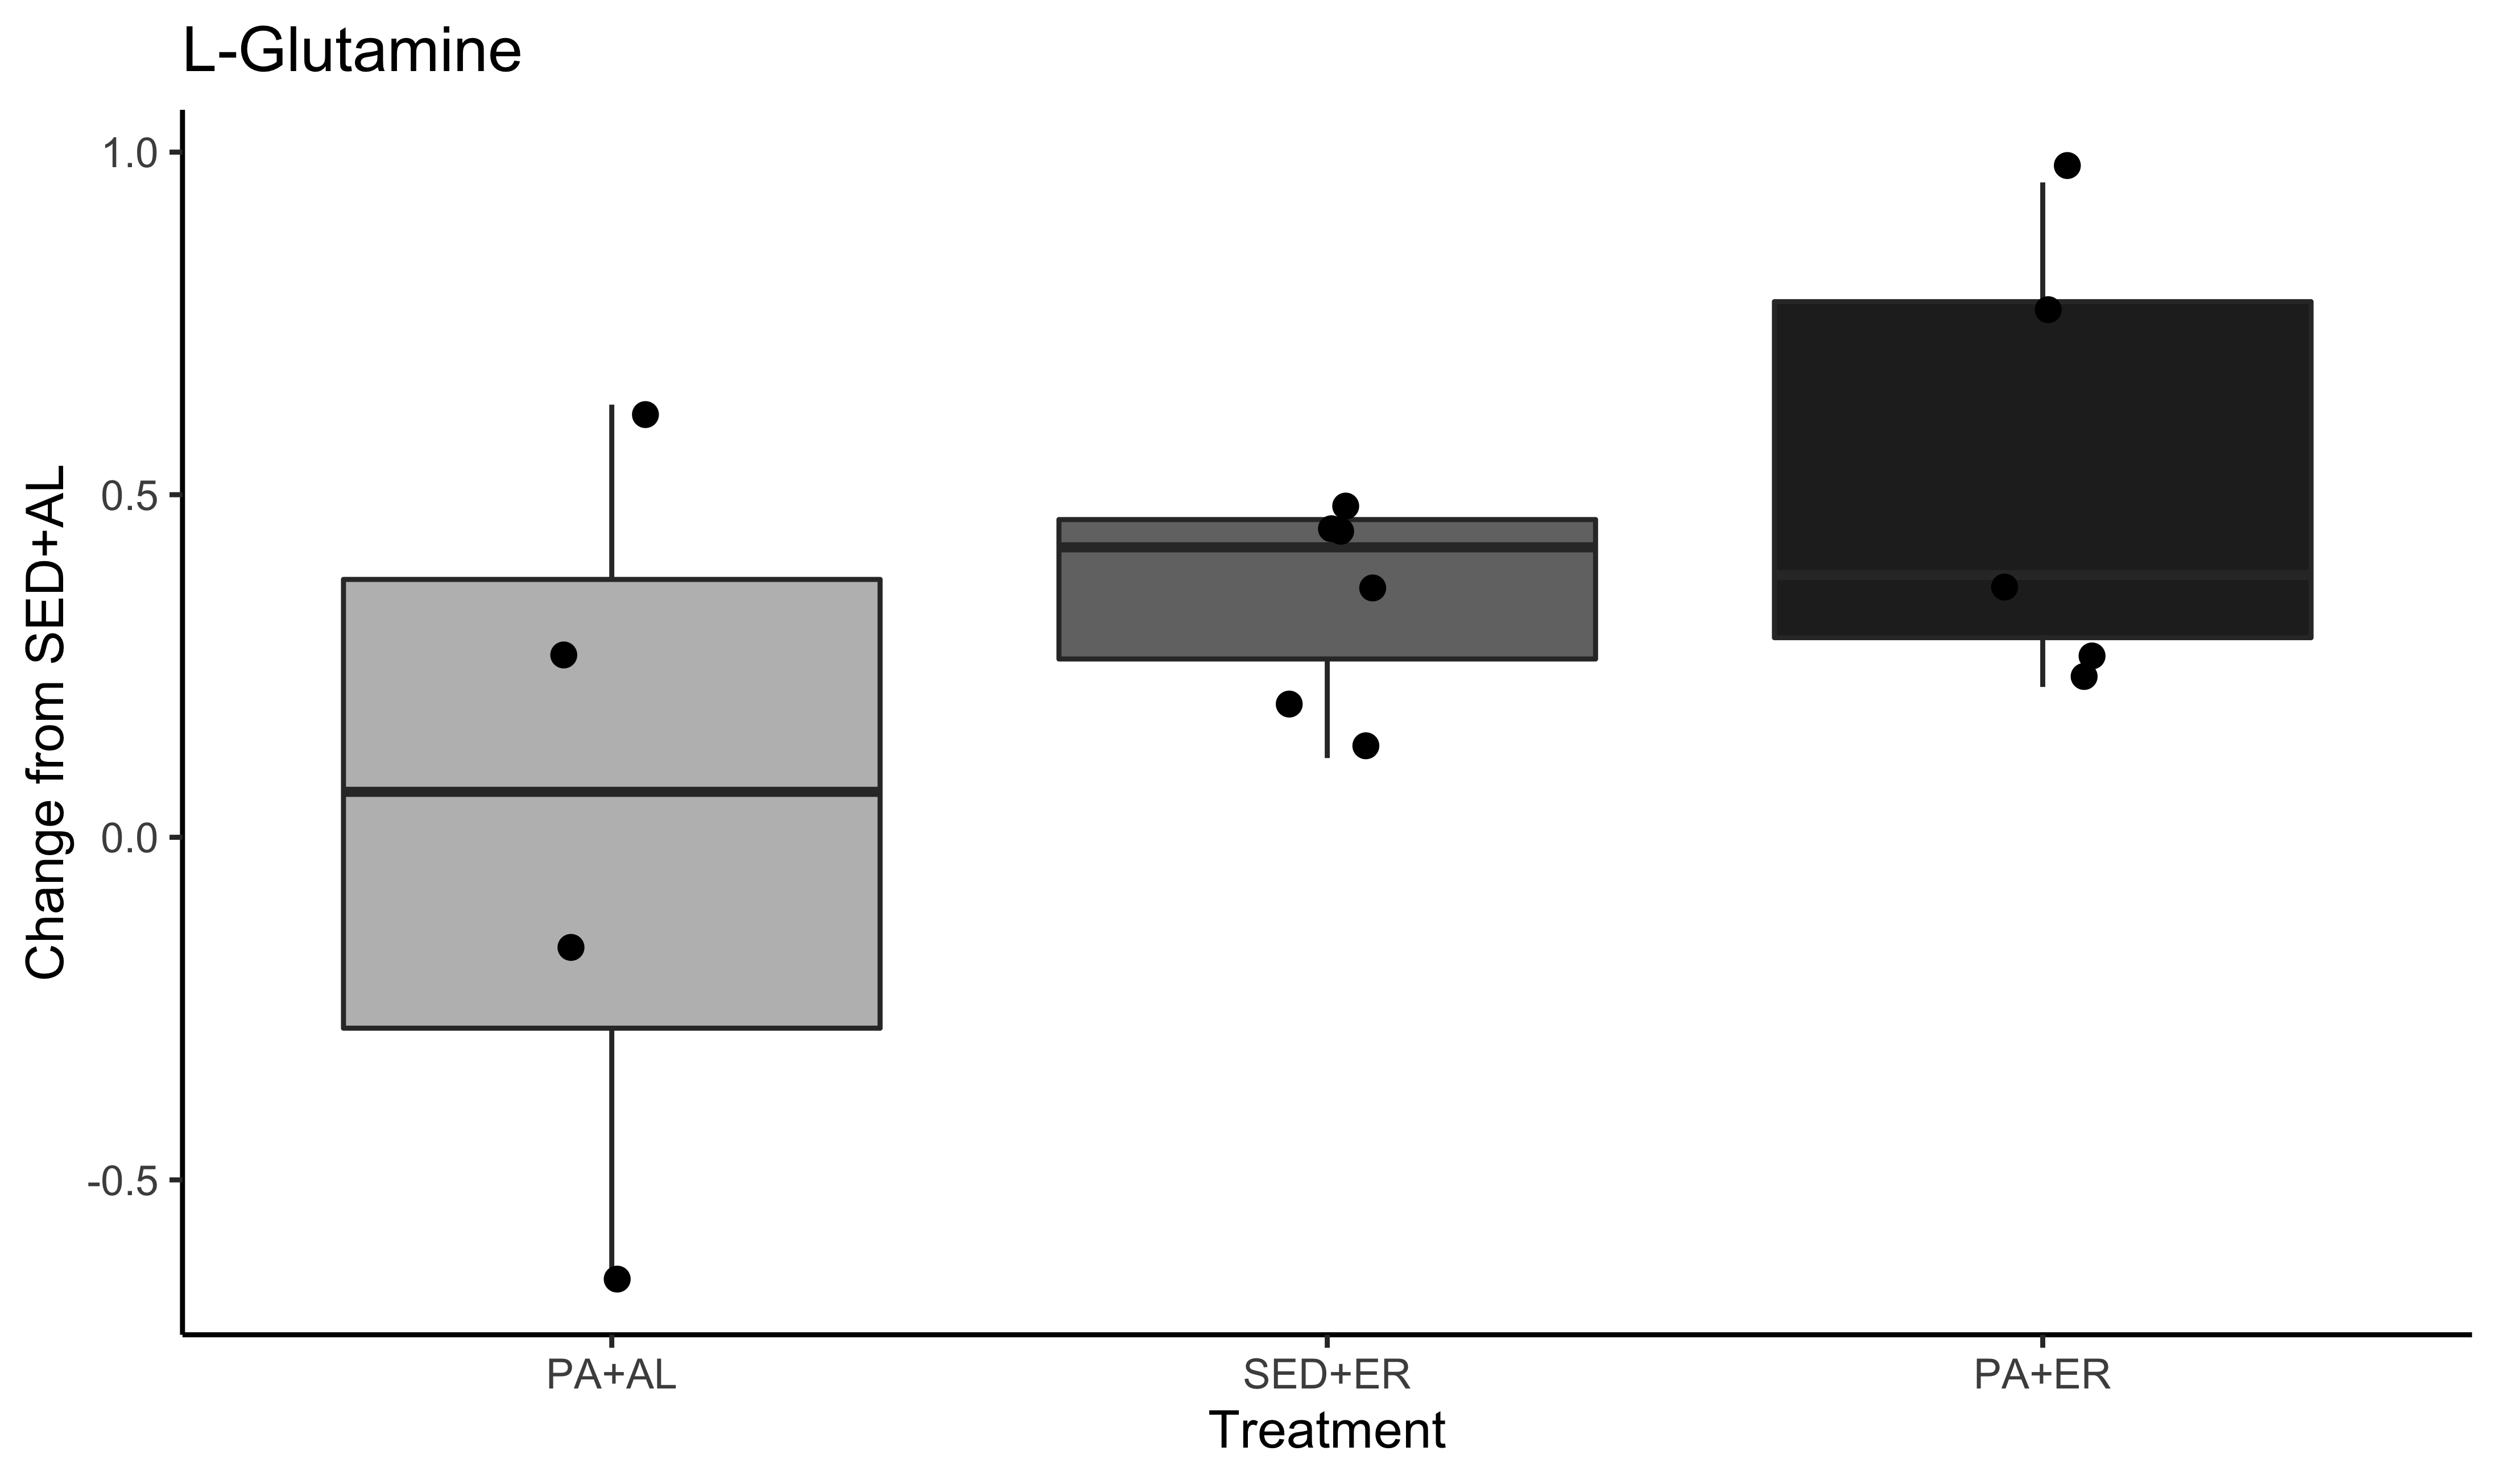 L-Glutamine
Change from SED+AL
1.0
0.5
0.0
-0.5
PA+AL
SED+ER
PA+ER
Treatment